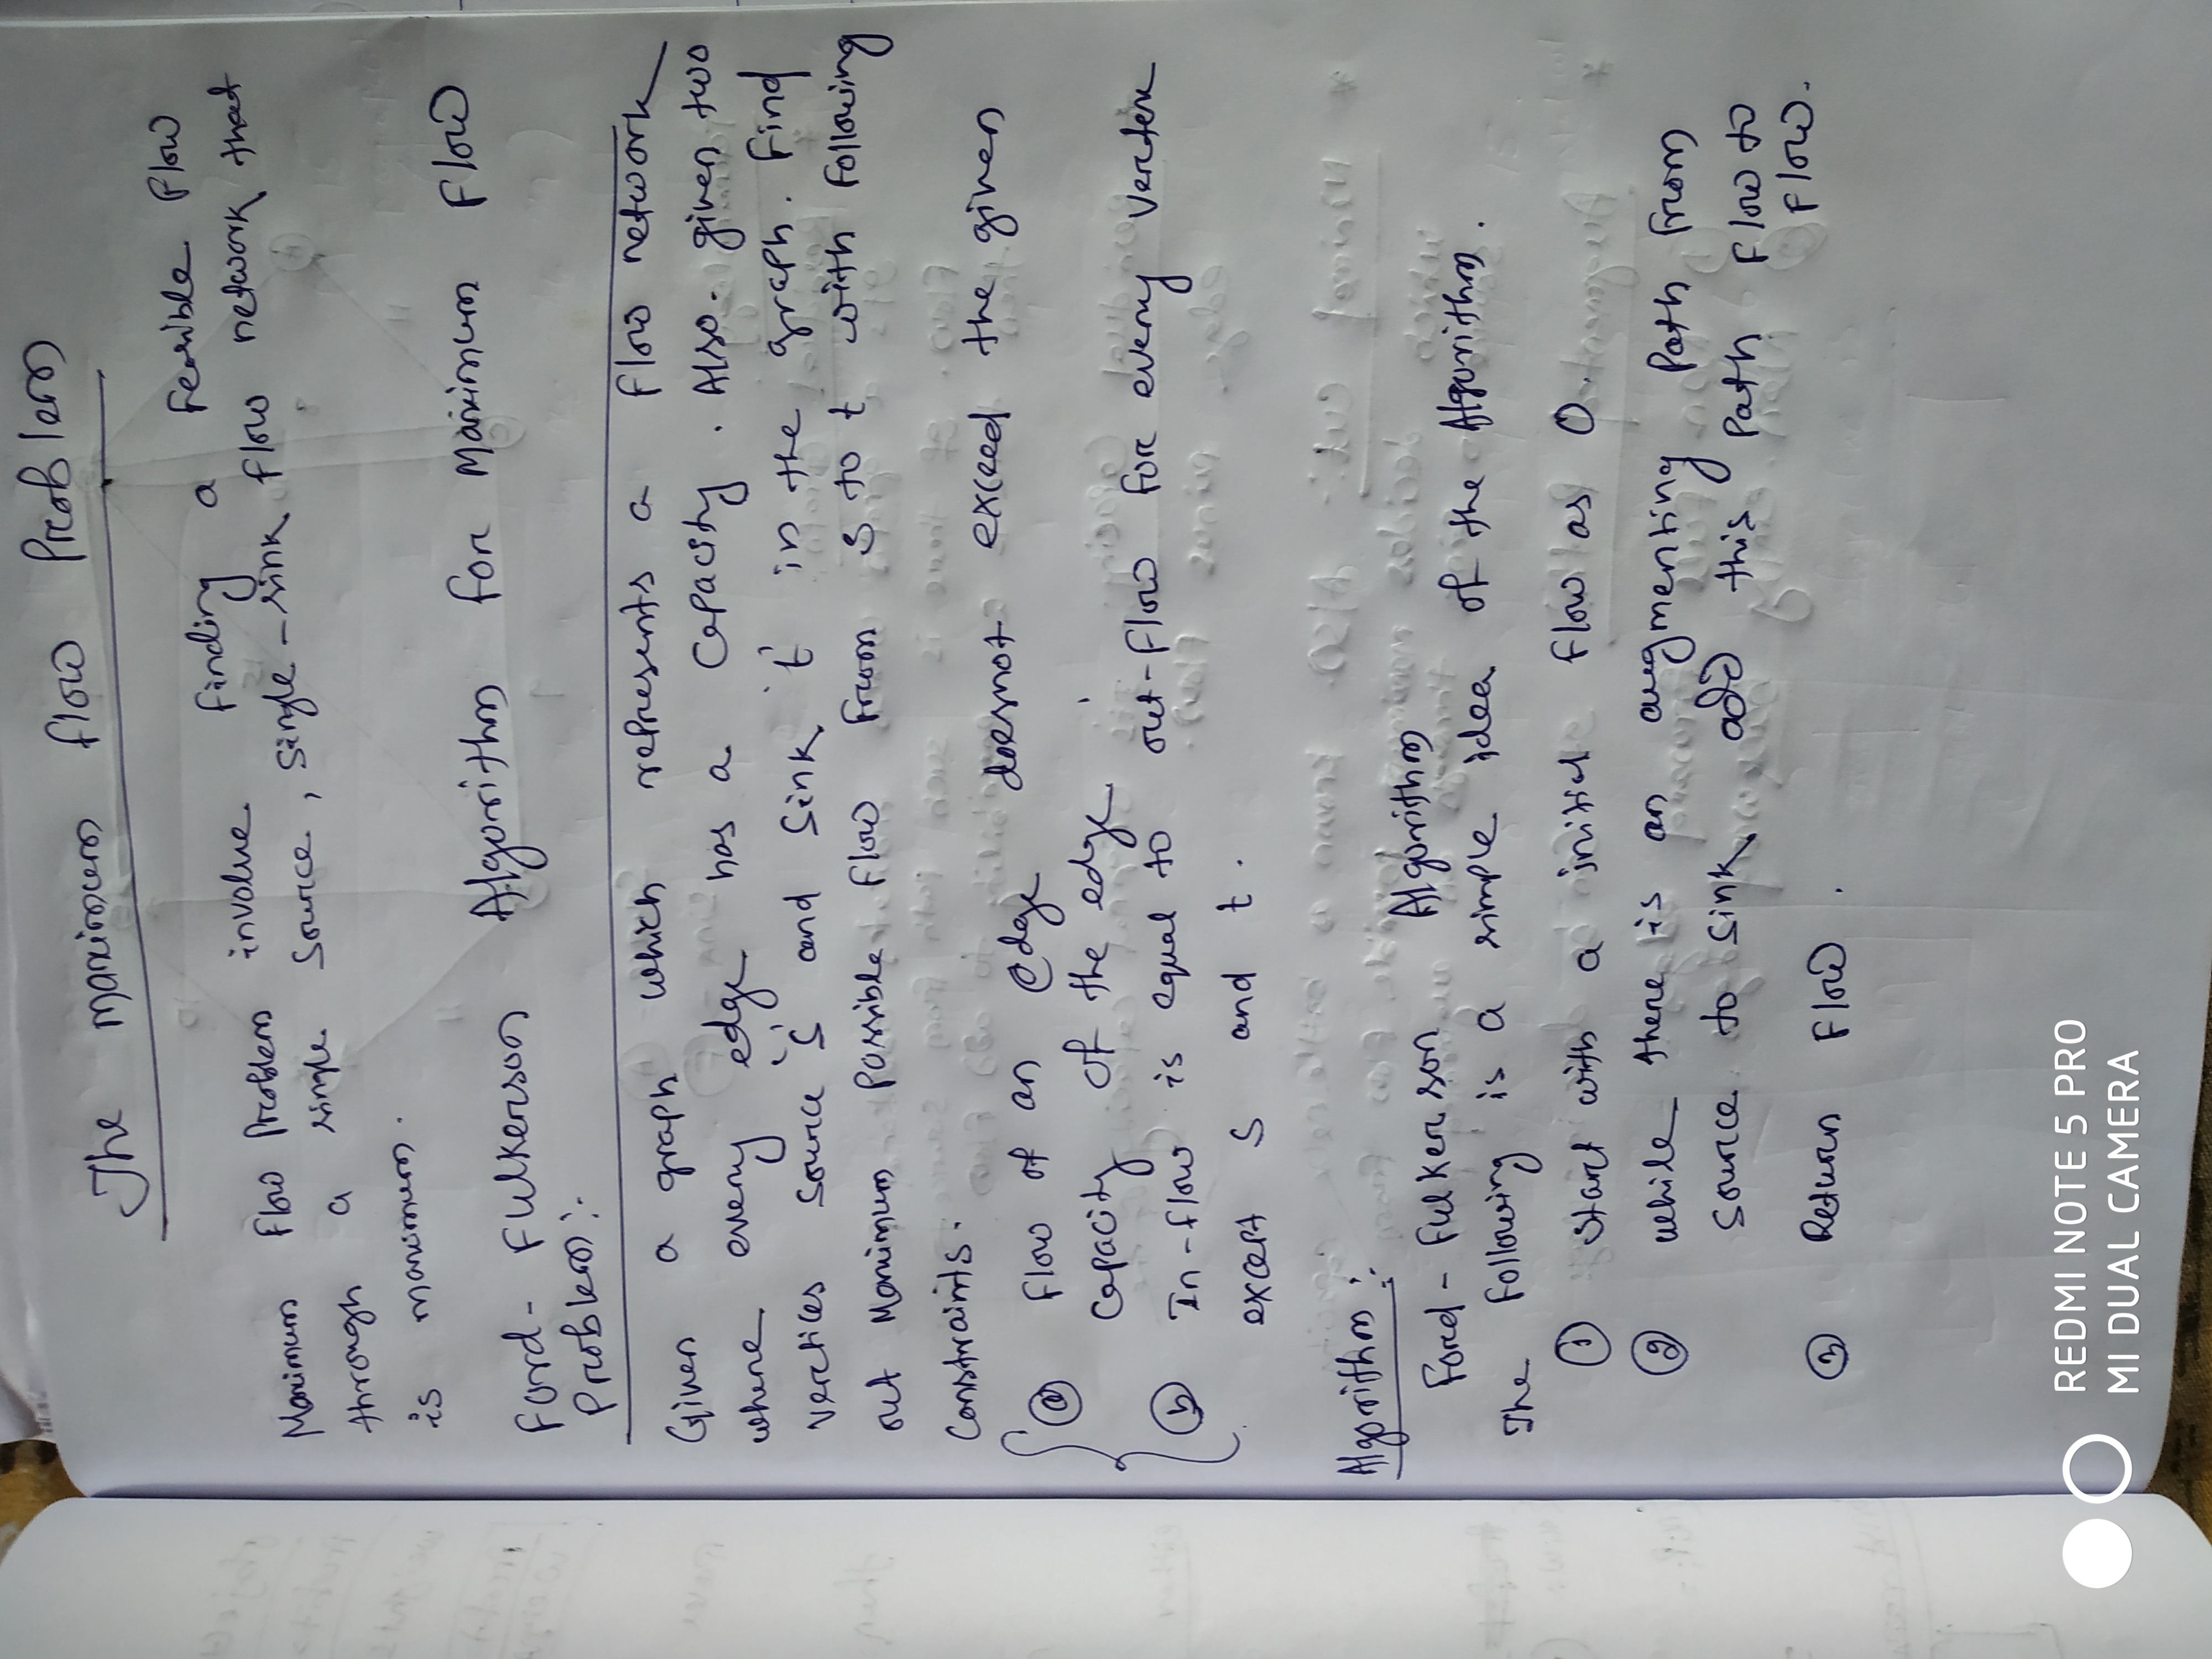 The maximum flow Problem
Maximum Flow Problem involve finding a feasible flow
through a single source, single-sink flow network that
is maximum.
Ford-Fulkerson Algorithm for Maximum Flow
Problem:-
Given a graph which represents a flow network
where every edge has a capacity. Also given two
vertices source 's' and sink 't' in the graph. Find
out Maximum possible flow from s to t with following
constraints.
(a) flow of an edge doesnot exceed the given
capacity of the edge.
(b) In-flow is equal to out-flow for every vertex
except s and t.
Algorithm :-
Ford-Fulkerson Algorithm
The following is a simple idea of the Algorithm.
(1) start with a initial flow as 0.
(2) while there is an augmenting path from
source to sink add this path flow to
flow.
(3) Return flow.
REDMI NOTE 5 PRO
MI DUAL CAMERA